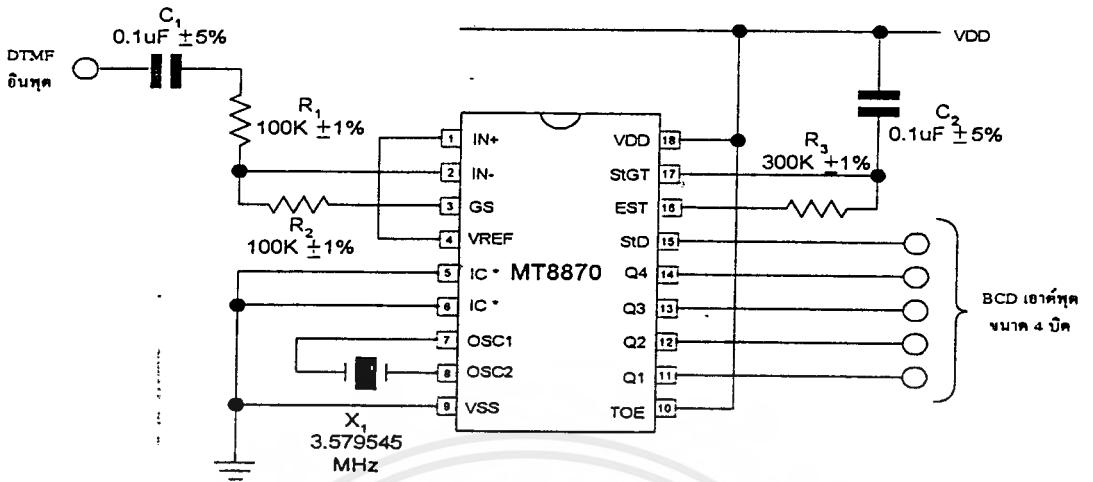 C1
0.1uF ±5%
DTMF
อินพุต
R1
100K ±1%
R2
100K ±1%
VDD
C2
0.1uF ±5%
R3
300K ±1%
MT8870
1 IN+
2 IN-
3 GS
4 VREF
5 IC *
6 IC *
7 OSC1
8 OSC2
9 VSS
VDD 18
StGT 17
EST 16
StD 15
Q4 14
Q3 13
Q2 12
Q1 11
TOE 10
X1
3.579545
MHz
BCD เอาต์พุต
ขนาด 4 บิต